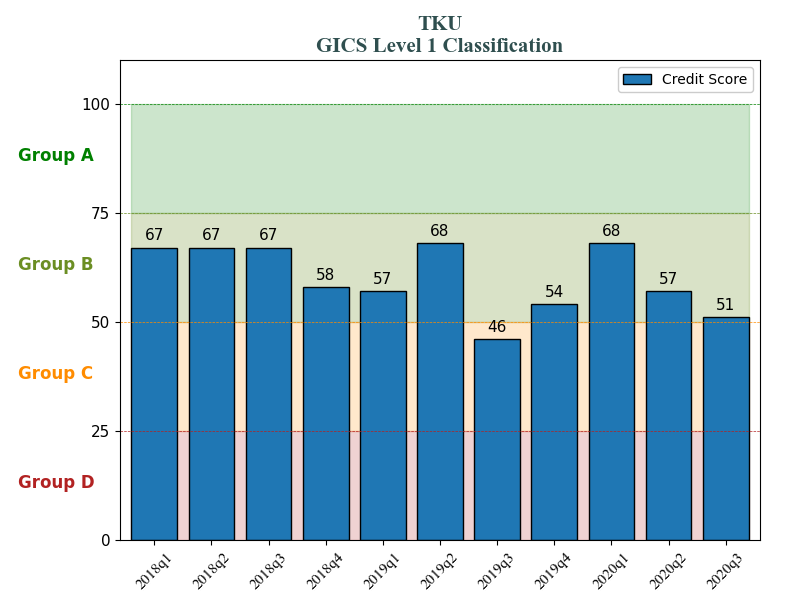 TKU
GICS Level 1 Classification
Credit Score
100
Group A
75
67
67
67
58
57
68
46
54
68
57
51
Group B
50
Group C
25
Group D
0
2018q1
2018q2
2018q3
2018q4
2019q1
2019q2
2019q3
2019q4
2020q1
2020q2
2020q3